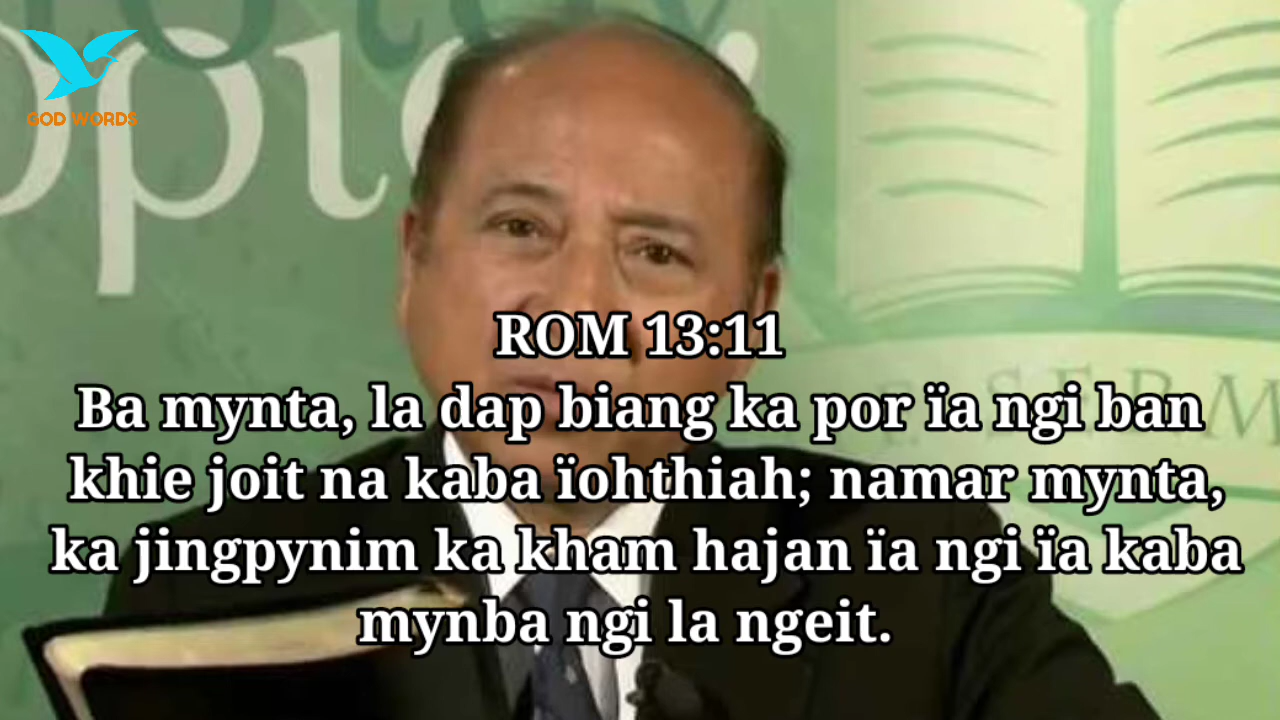 GOD WORDS
ROM 13:11
Ba mynta, la dap biang ka por ïa ngi ban
khie joit na kaba ïohthiah; namar mynta,
ka jingpynim ka kham hajan ïa ngi ïa kaba
mynba ngi la ngeit.